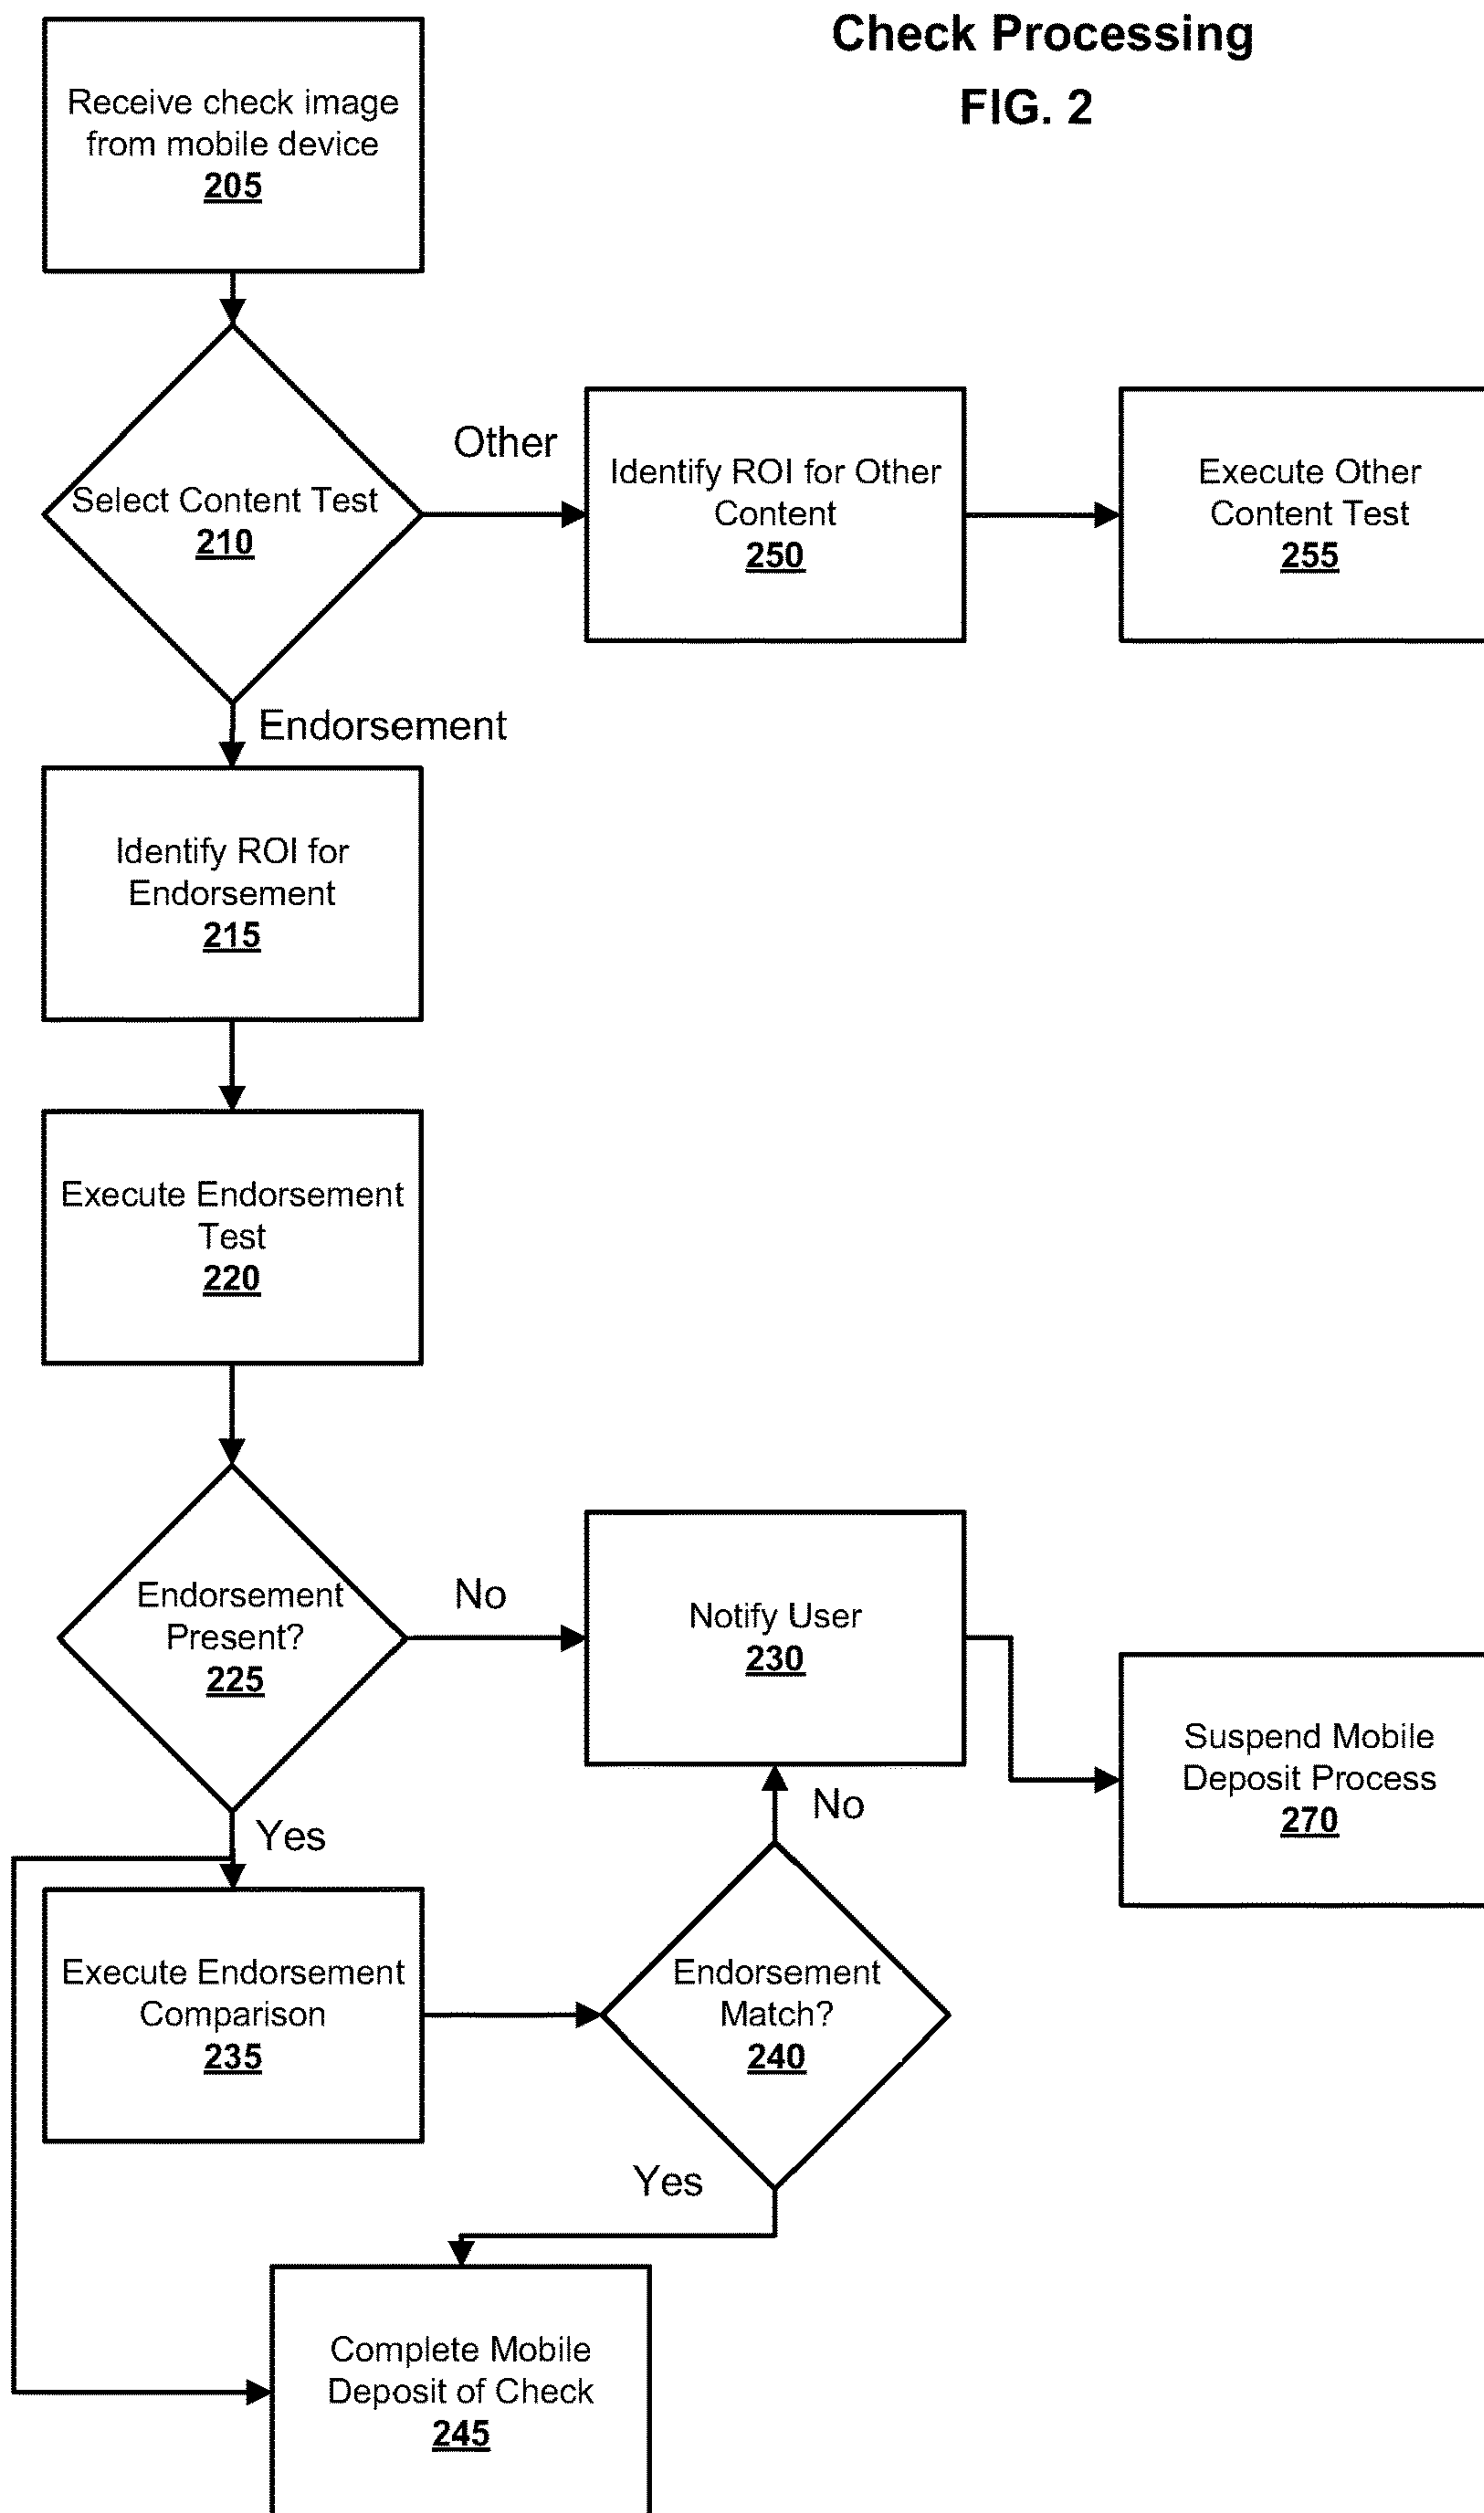 Check Processing
FIG. 2
Receive check image
from mobile device
205
Select Content Test
210
Other
Identify ROI for Other
Content
250
Execute Other
Content Test
255
Endorsement
Identify ROI for
Endorsement
215
Execute Endorsement
Test
220
Endorsement
Present?
225
No
Notify User
230
Suspend Mobile
Deposit Process
270
Yes
No
Execute Endorsement
Comparison
235
Endorsement
Match?
240
Yes
Complete Mobile
Deposit of Check
245